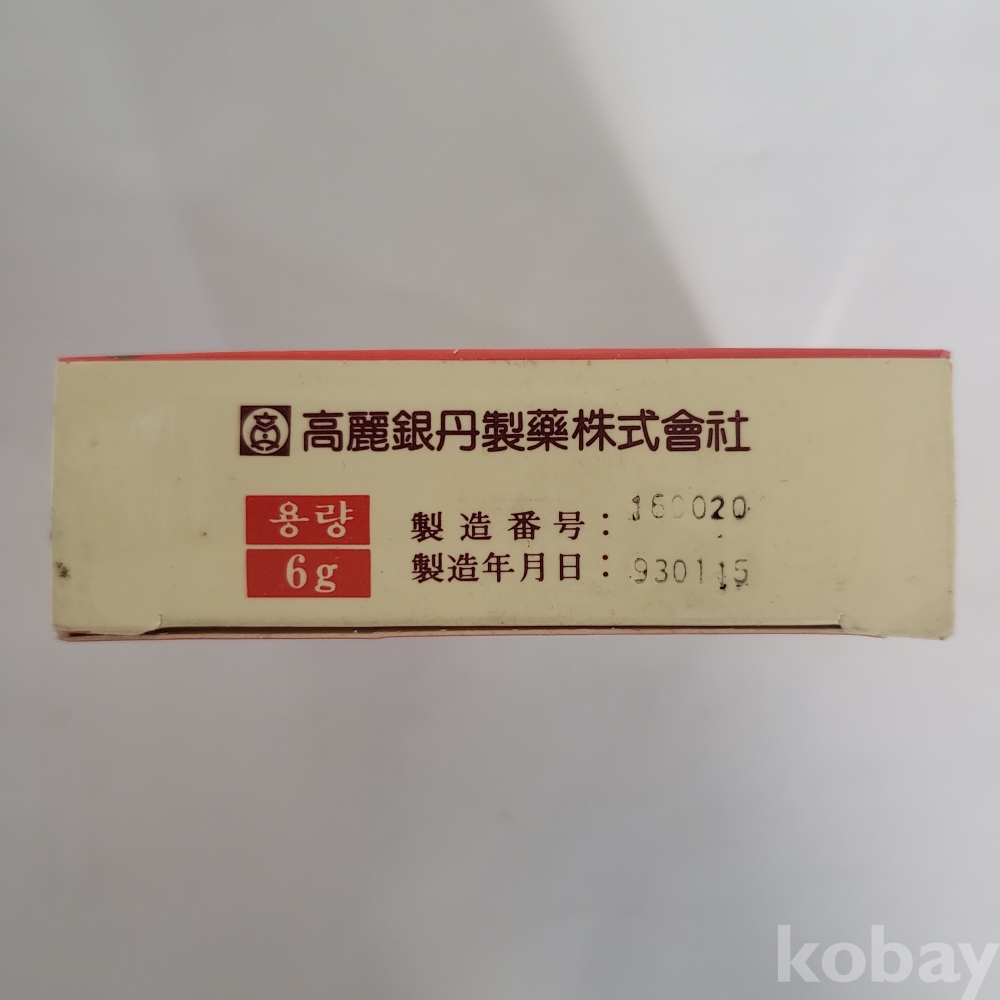 高麗銀丹製藥株式會社
용량
6g
製造番号: 160020
製造年月日: 930115
kobay